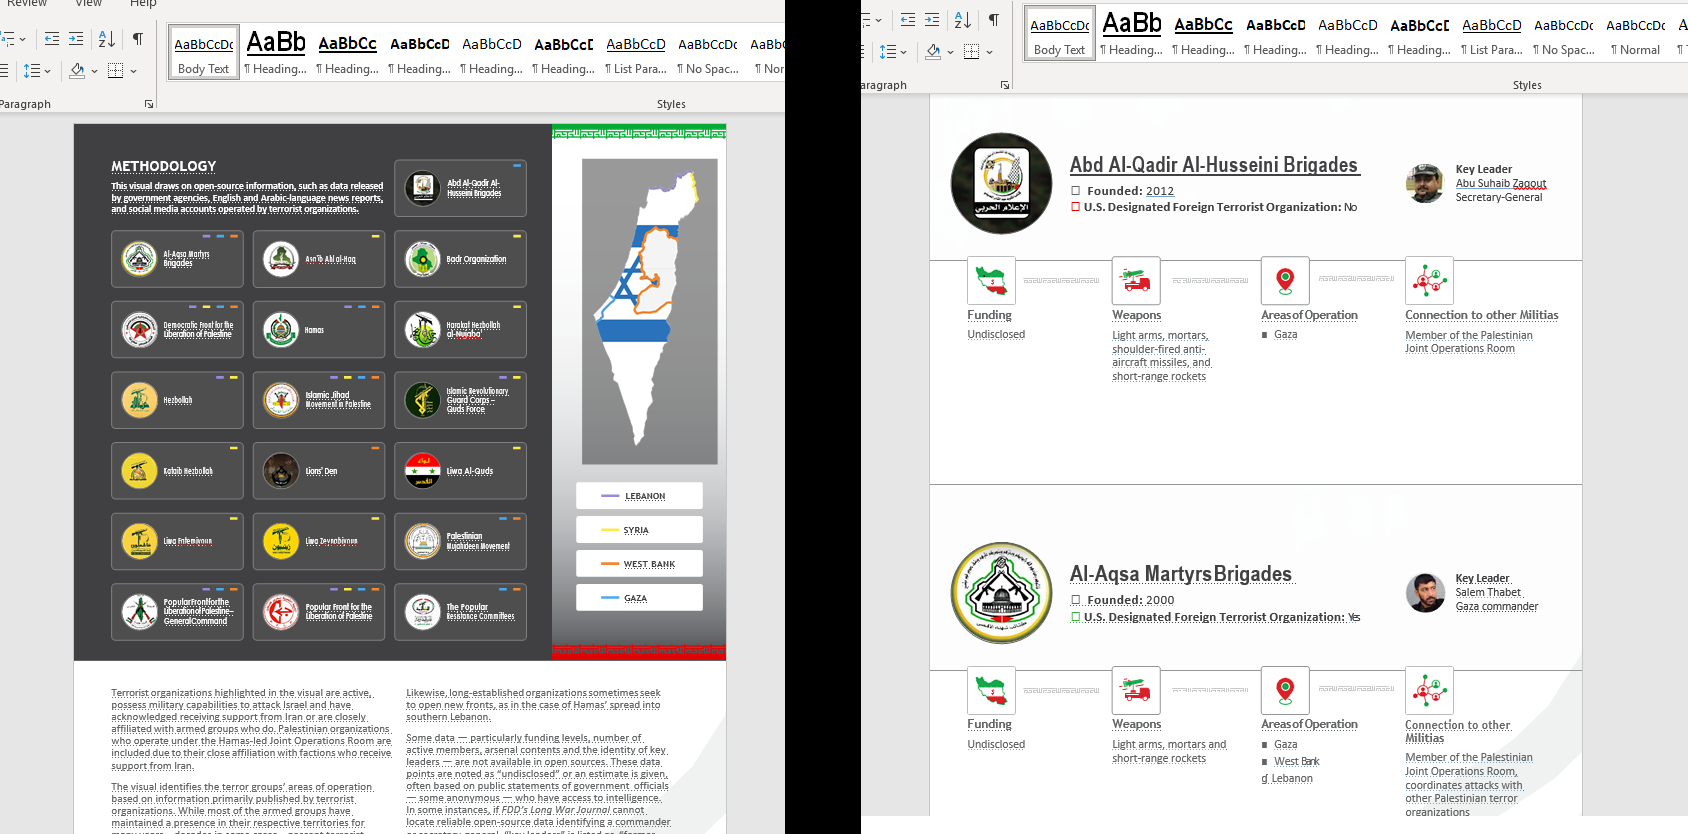 Review View Help
Paragraph
AaBbCcDc AaBb AaBbCc AaBbCcD AaBbCcD AaBbCcD AaBbCcD AaBbCcDc AaBb
Body Text ¶ Heading... ¶ Heading... ¶ Heading... ¶ Heading... ¶ Heading... ¶ List Para... ¶ No Spac... ¶ Nor
Styles
METHODOLOGY
This visual draws on open-source information, such as data released
by government agencies, English and Arabic-language news reports,
and social media accounts operated by terrorist organizations.
Abd Al-Qadir Al-
Husseini Brigades
Al-Aqsa Martyrs
Brigades
Asa'ib Ahl al-Haq
Badr Organization
Democratic Front for the
Liberation of Palestine
Hamas
Harakat Hezbollah
al-Nujaba'
Hezbollah
Islamic Jihad
Movement in Palestine
Islamic Revolutionary
Guard Corps –
Quds Force
Kataib Hezbollah
Lions' Den
Liwa Al-Quds
Liwa Fatemiyoun
Liwa Zeynabiyoun
Palestinian
Mujahideen Movement
Popular Front for the
Liberation of Palestine –
General Command
Popular Front for the
Liberation of Palestine
The Popular
Resistance Committees
LEBANON
SYRIA
WEST BANK
GAZA
Terrorist organizations highlighted in the visual are active,
possess military capabilities to attack Israel and have
acknowledged receiving support from Iran or are closely
affiliated with armed groups who do. Palestinian organizations
who operate under the Hamas-led Joint Operations Room are
included due to their close affiliation with factions who receive
support from Iran.
The visual identifies the terror groups' areas of operation
based on information primarily published by terrorist
organizations. While most of the armed groups have
maintained a presence in their respective territories for
Likewise, long-established organizations sometimes seek
to open new fronts, as in the case of Hamas' spread into
southern Lebanon.
Some data — particularly funding levels, number of
active members, arsenal contents and the identity of key
leaders — are not available in open sources. These data
points are noted as "undisclosed" or an estimate is given,
often based on public statements of government officials
— some anonymous — who have access to intelligence.
In some instances, if FDD's Long War Journal cannot
locate reliable open-source data identifying a commander
Paragraph
AaBbCcDc AaBb AaBbCc AaBbCcD AaBbCcD AaBbCcD AaBbCcD AaBbCcDc AaBbCcDc A
Body Text ¶ Heading... ¶ Heading... ¶ Heading... ¶ Heading... ¶ Heading... ¶ List Para... ¶ No Spac... ¶ Normal
Styles
Abd Al-Qadir Al-Husseini Brigades
Founded: 2012
U.S. Designated Foreign Terrorist Organization: No
الإعلام الحربي
Key Leader
Abu Suhaib Zaqout
Secretary-General
Funding
Undisclosed
Weapons
Light arms, mortars,
shoulder-fired anti-
aircraft missiles, and
short-range rockets
Areas of Operation
Gaza
Connection to other Militias
Member of the Palestinian
Joint Operations Room
Al-Aqsa Martyrs Brigades
Founded: 2000
U.S. Designated Foreign Terrorist Organization: Yes
Key Leader
Salem Thabet
Gaza commander
Funding
Undisclosed
Weapons
Light arms, mortars and
short-range rockets
Areas of Operation
Gaza
West Bank
ʠ Lebanon
Connection to other
Militias
Member of the Palestinian
Joint Operations Room,
coordinates attacks with
other Palestinian terror
organizations